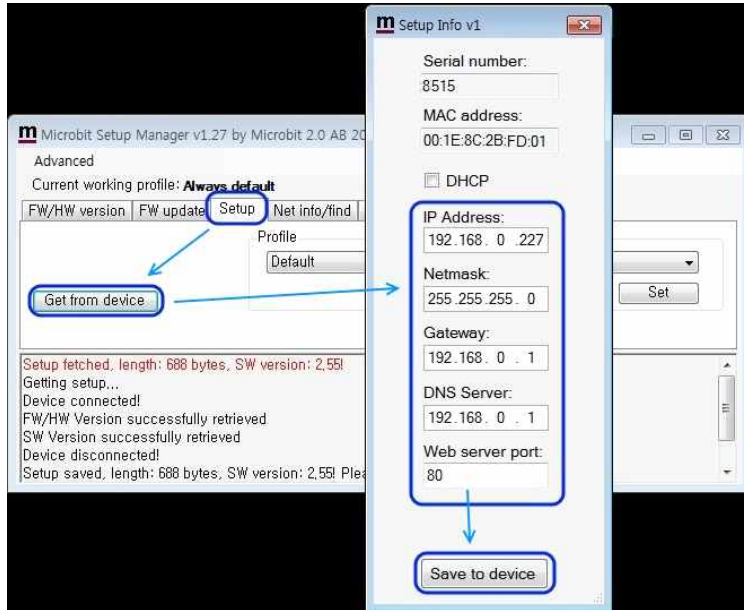 m Setup Info v1
Serial number:
8515
MAC address:
00:1E:8C:2B:FD:01
DHCP
IP Address:
192.168. 0 .227
Netmask:
255.255.255. 0
Gateway:
192.168. 0 . 1
DNS Server:
192.168. 0 . 1
Web server port:
80
Save to device
m Microbit Setup Manager v1.27 by Microbit 2.0 AB 20
Advanced
Current working profile: Always default
FW/HW version FW update Setup Net info/find
Profile
Default
Get from device
Set
Setup fetched, length: 688 bytes, SW version: 2,55!
Getting setup...
Device connected!
FW/HW Version successfully retrieved
SW Version successfully retrieved
Device disconnected!
Setup saved, length: 688 bytes, SW version: 2,55! Plea